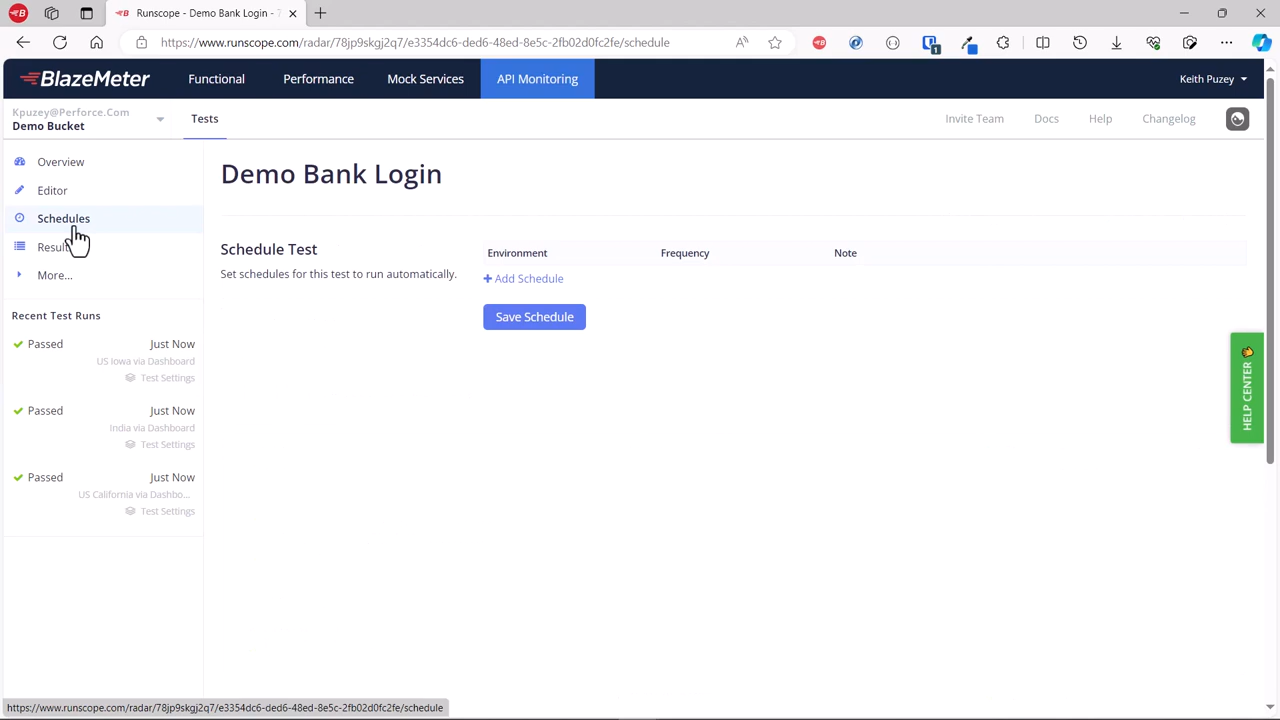 Runscope - Demo Bank Login -
https://www.runscope.com/radar/78jp9skgj2q7/e3354dc6-ded6-48ed-8e5c-2fb02d0fc2fe/schedule
1
BlazeMeter
Functional
Performance
Mock Services
API Monitoring
Keith Puzey
Kpuzey@Perforce.Com
Demo Bucket
Tests
Invite Team
Docs
Help
Changelog
Overview
Editor
Schedules
More...
Recent Test Runs
Passed Just Now
US Iowa via Dashboard
Test Settings
Passed Just Now
India via Dashboard
Test Settings
Passed Just Now
US California via Dashbo...
Test Settings
Demo Bank Login
Schedule Test
Set schedules for this test to run automatically.
Environment Frequency Note
+ Add Schedule
Save Schedule
HELP CENTER
https://www.runscope.com/radar/78jp9skgj2q7/e3354dc6-ded6-48ed-8e5c-2fb02d0fc2fe/schedule